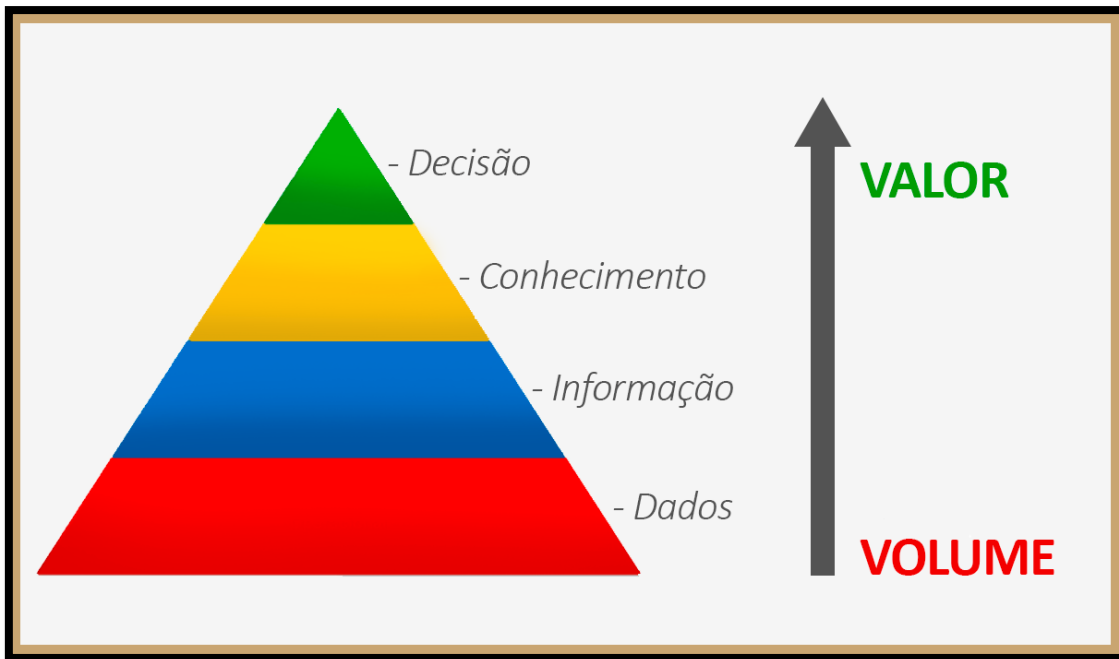 - Decisão
VALOR
- Conhecimento
- Informação
- Dados
VOLUME